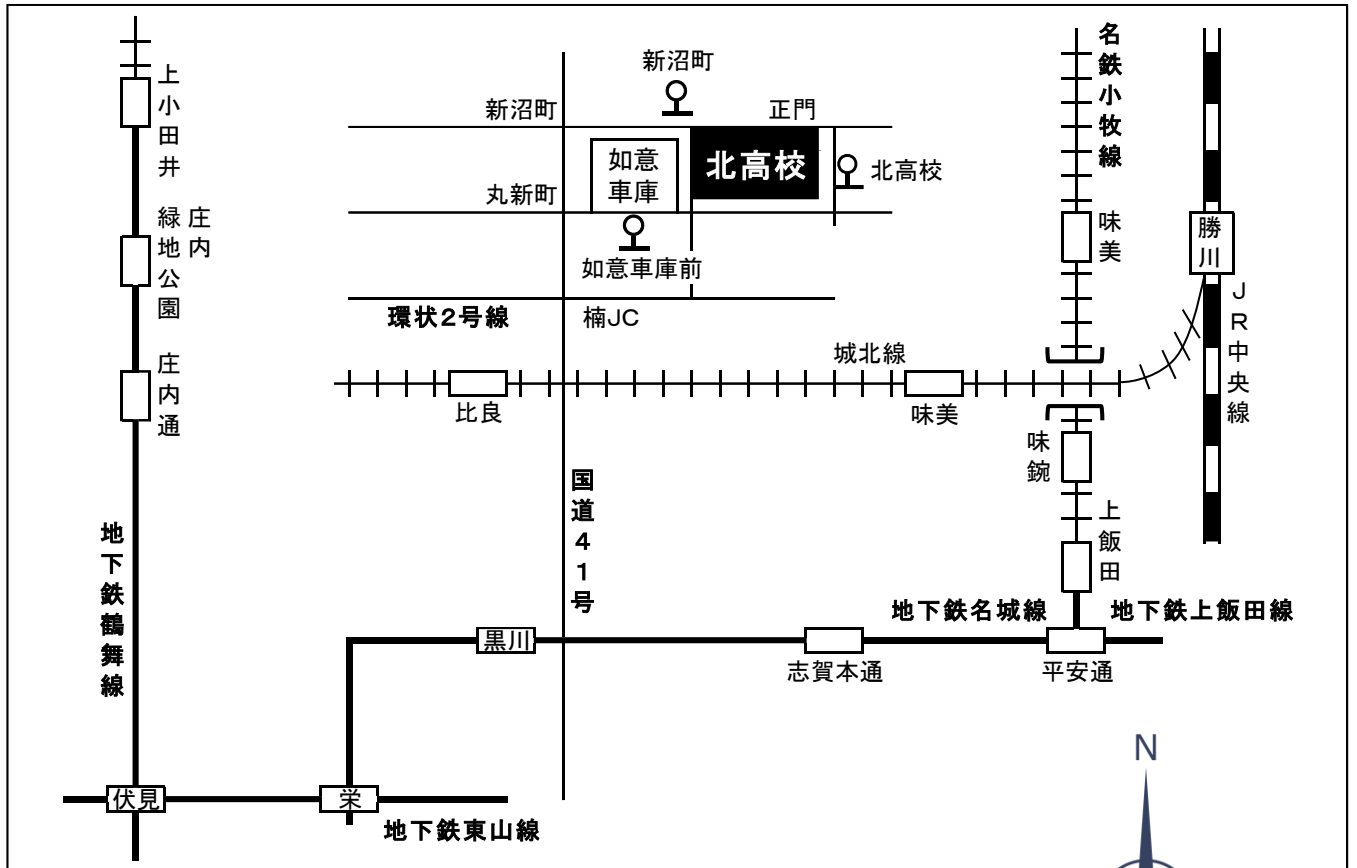 新沼町
新沼町
正門
如意
車庫
北高校
北高校
丸新町
如意車庫前
環状2号線
楠JC
城北線
比良
味美
名鉄小牧線
味美
勝川
JR中央線
味鋺
上飯田
上小田井
庄内
緑地公園
庄内通
地下鉄鶴舞線
国道41号
地下鉄名城線
地下鉄上飯田線
黒川
志賀本通
平安通
伏見
栄
地下鉄東山線
N